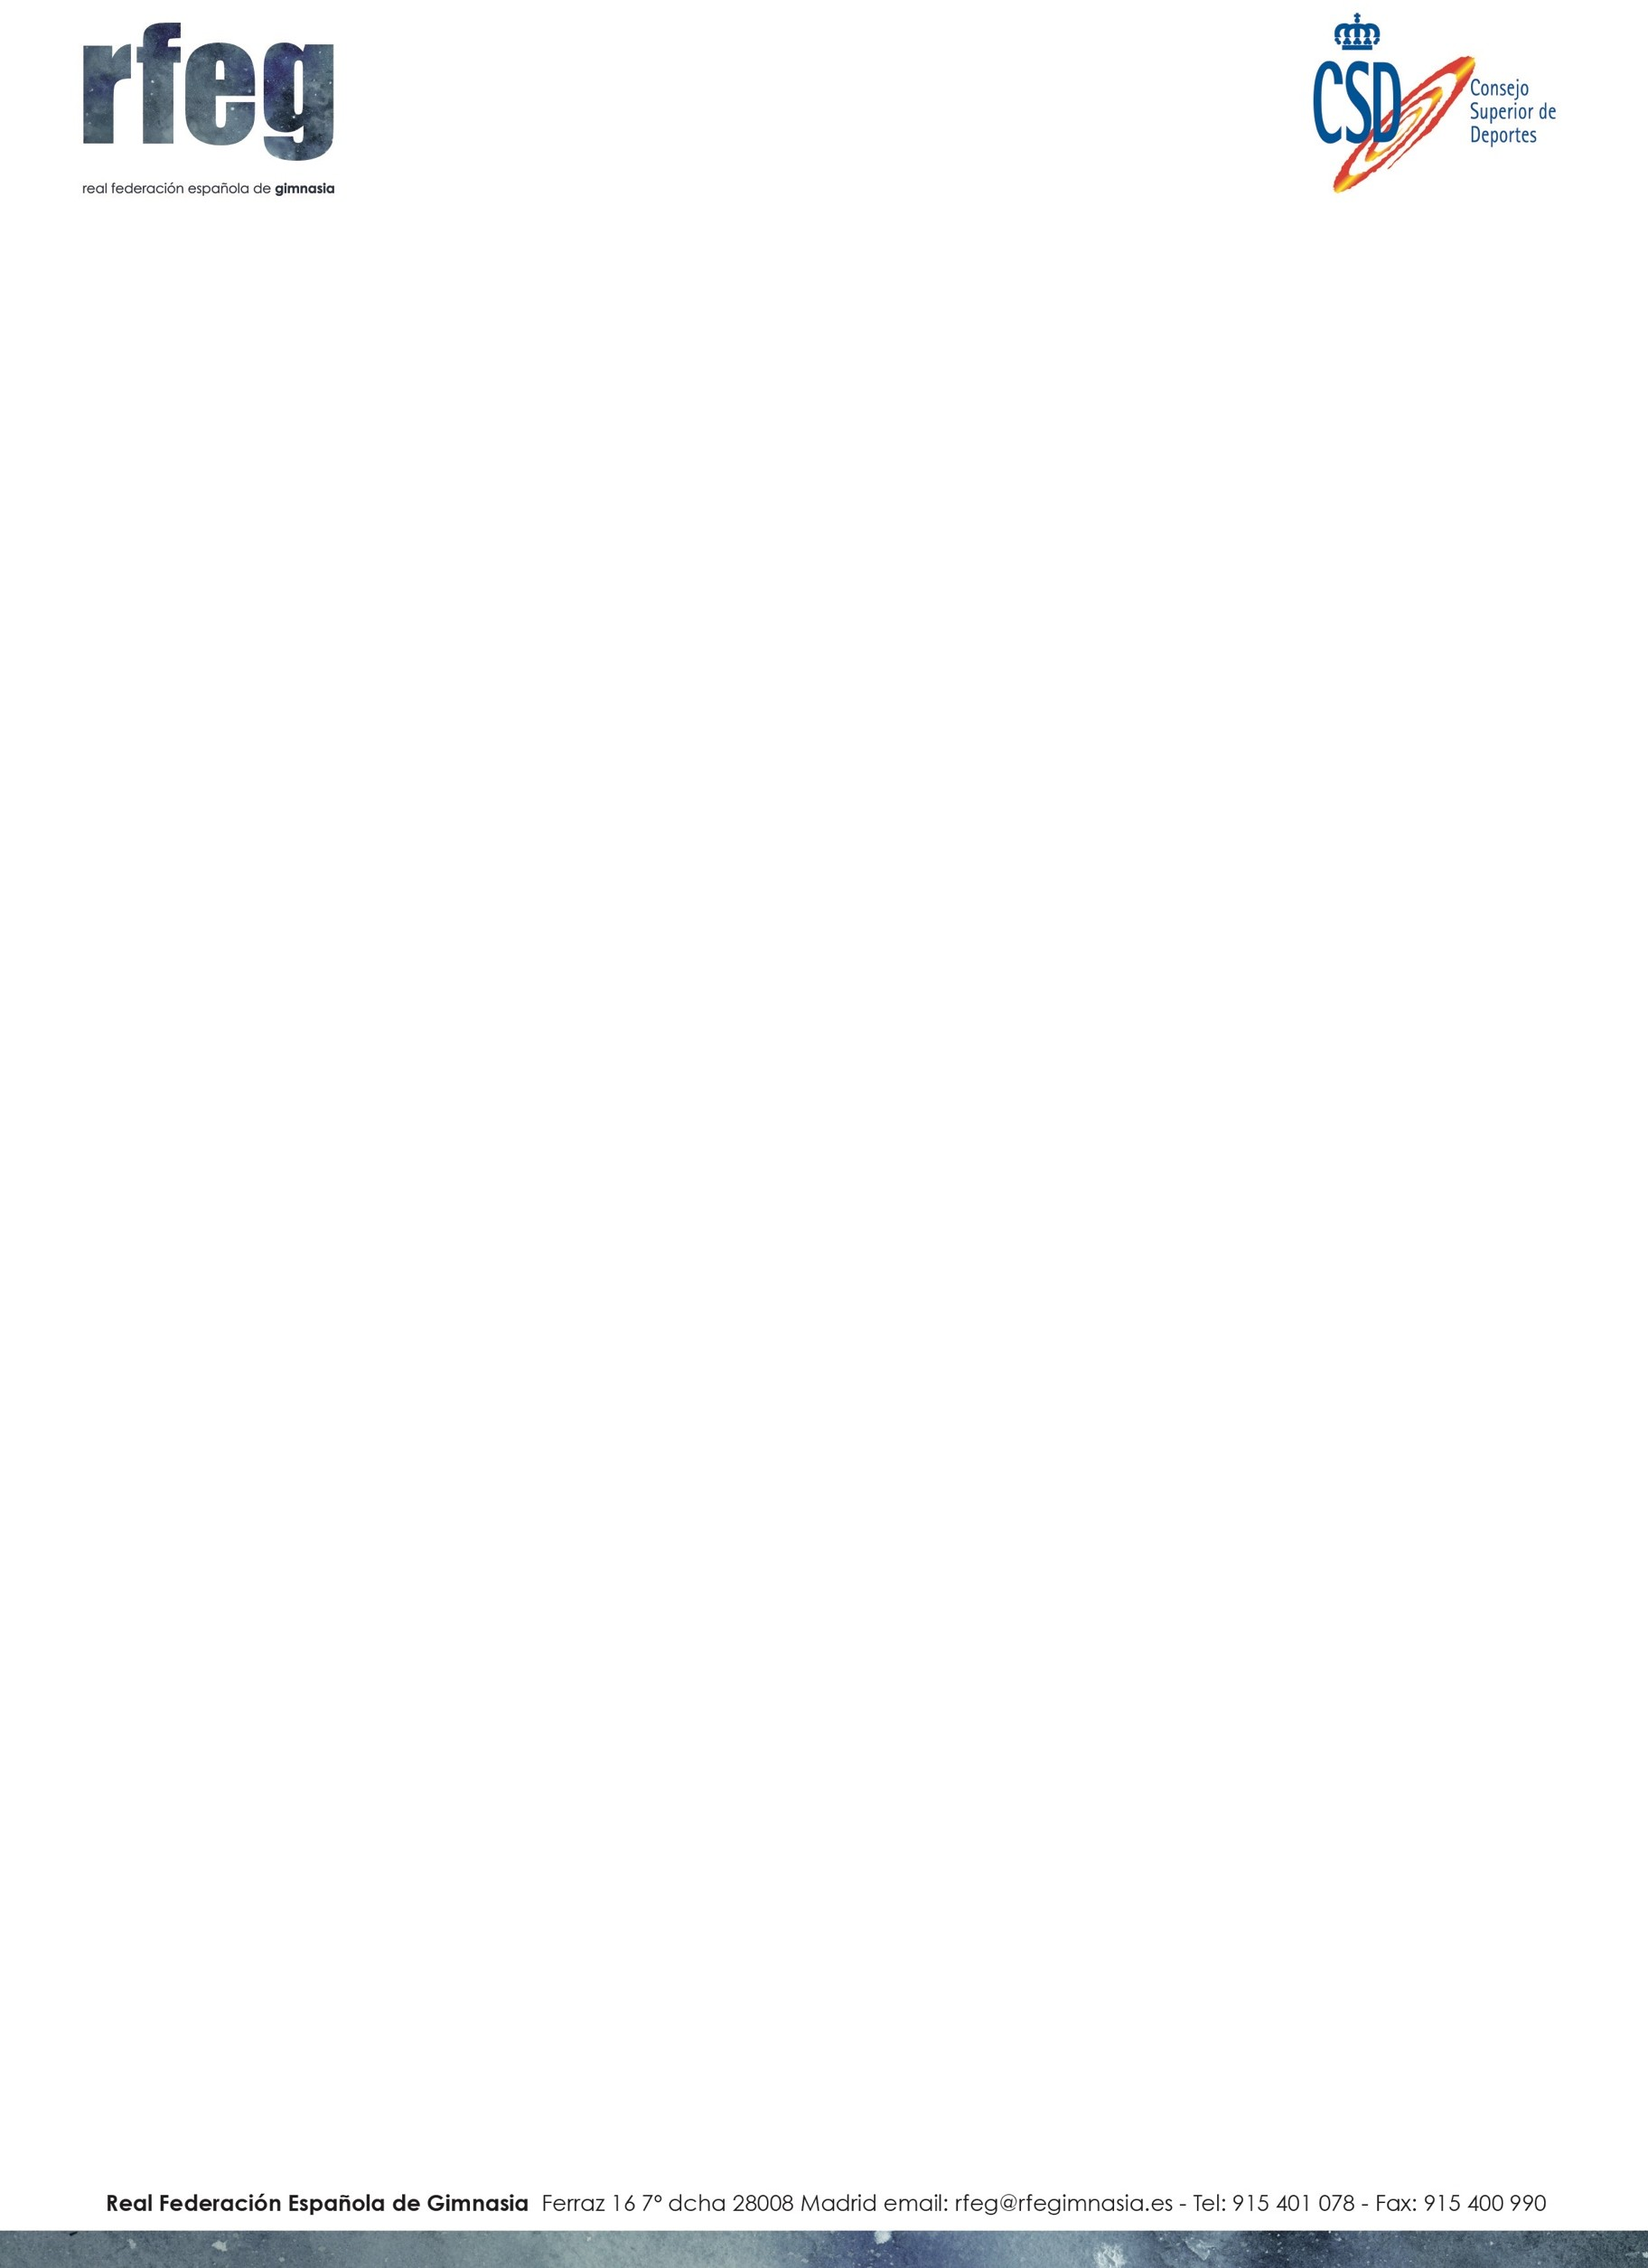 rfeg
real federación española de gimnasia
CSD
Consejo
Superior de
Deportes
Real Federación Española de Gimnasia Ferraz 16 7º dcha 28008 Madrid email: rfeg@rfegimnasia.es - Tel: 915 401 078 - Fax: 915 400 990